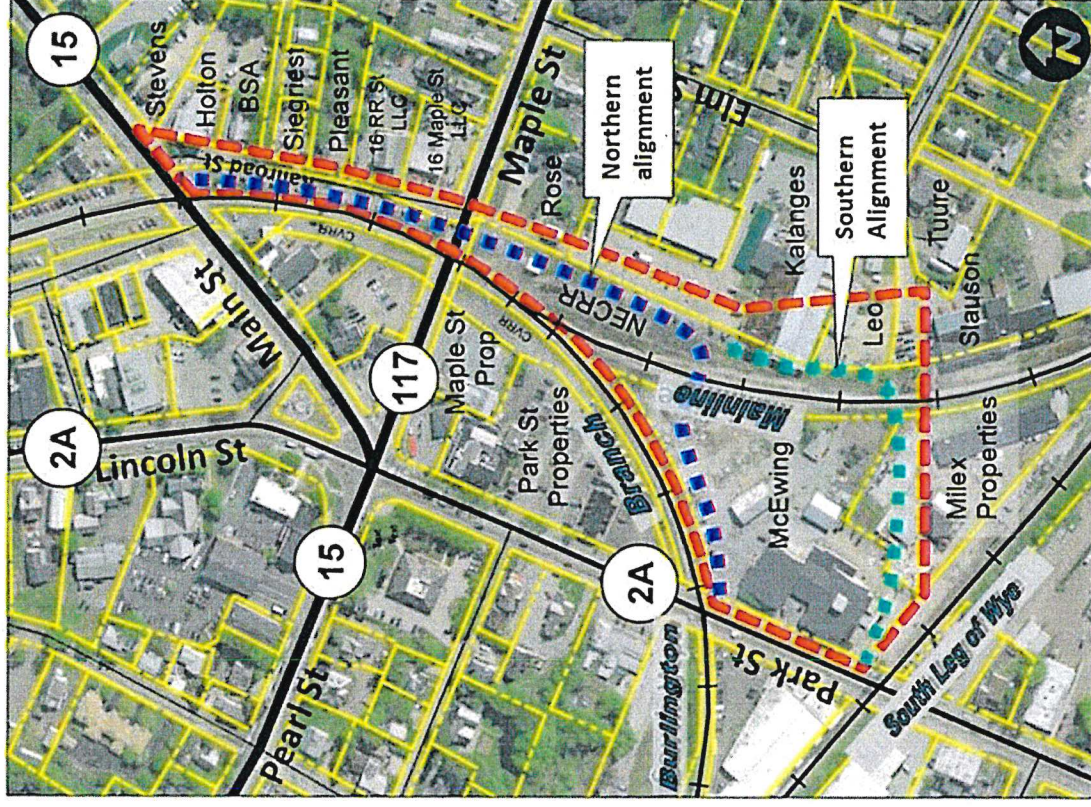 15
Stevens
Holton
BSA
Siegriest
Pleasant
16 RR St
LLC
16 Maple St
LLC
Railroad St
Main St
2A
Lincoln St
CVRR
Maple St
117
Maple St
Prop
CVRR
Rose
Elm S
Northern
alignment
NECRR
Park St
Properties
15
Pearl St
Branch
Mainline
Kalanges
Southern
Alignment
Leo
Tuure
Slauson
McEwing
2A
Burlington
Park St
Milex
Properties
South Leg of Wye
N